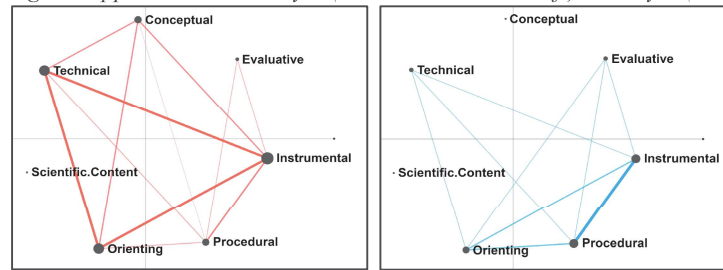 Conceptual
Evaluative
Technical
Instrumental
Scientific.Content
Procedural
Orienting
Conceptual
Evaluative
Technical
Instrumental
Scientific.Content
Procedural
Orienting